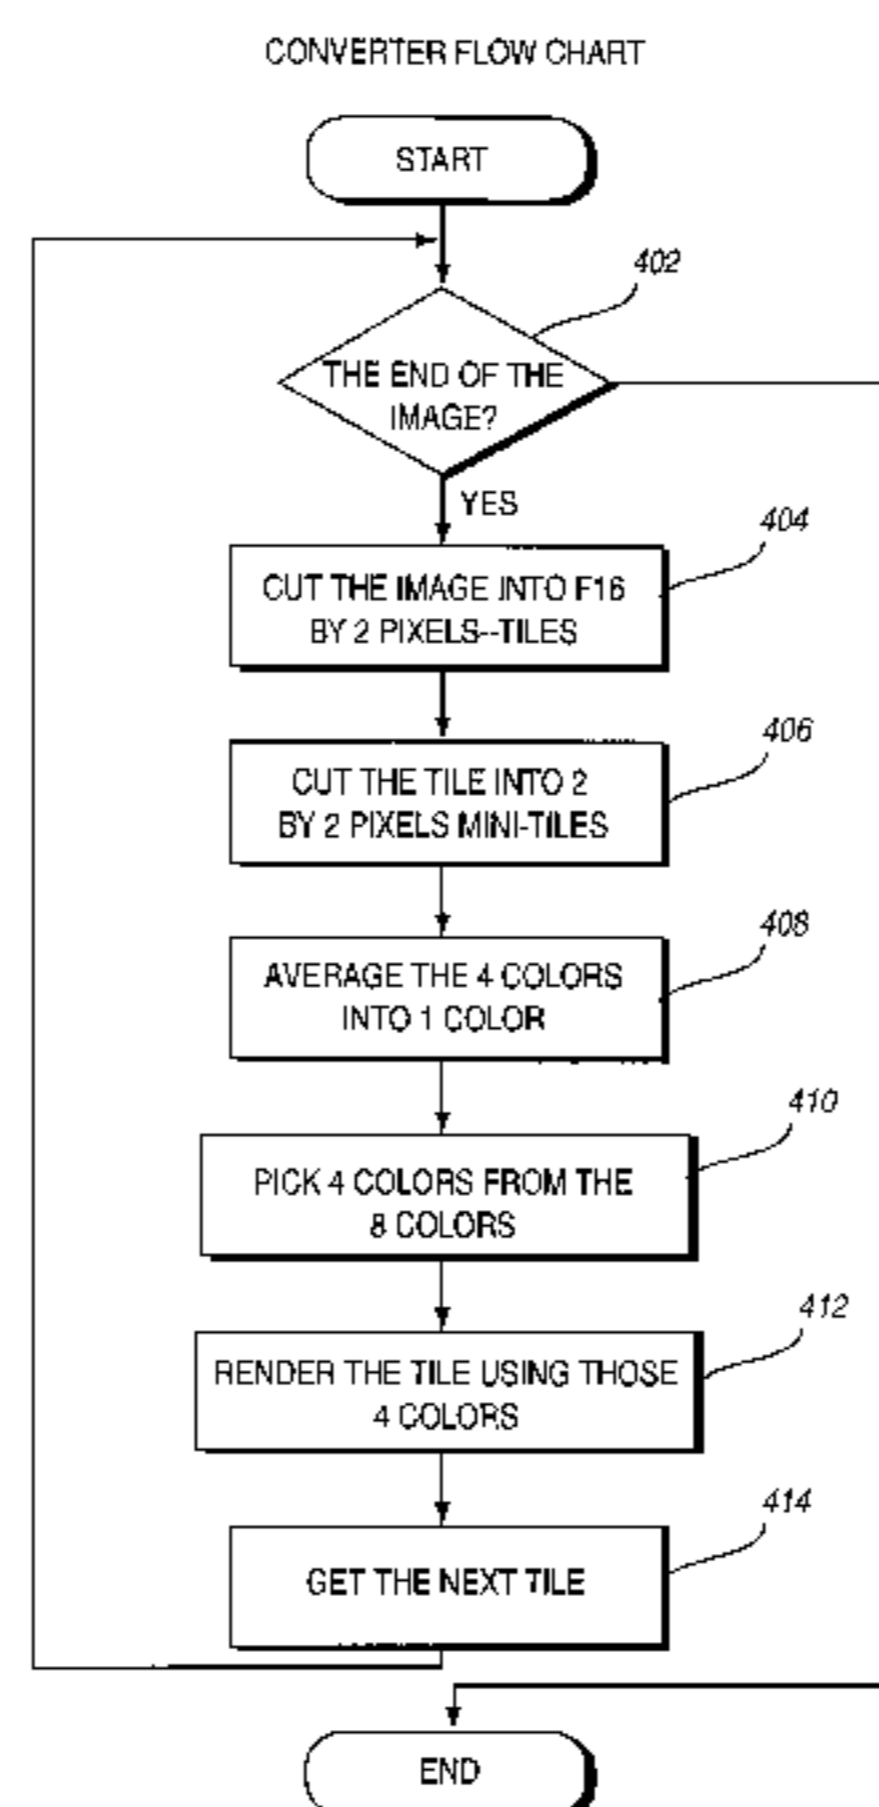 CONVERTER FLOW CHART
START
402
THE END OF THE
IMAGE?
YES
404
CUT THE IMAGE INTO F16
BY 2 PIXELS--TILES
406
CUT THE TILE INTO 2
BY 2 PIXELS MINI-TILES
408
AVERAGE THE 4 COLORS
INTO 1 COLOR
410
PICK 4 COLORS FROM THE
8 COLORS
412
RENDER THE TILE USING THOSE
4 COLORS
414
GET THE NEXT TILE
END